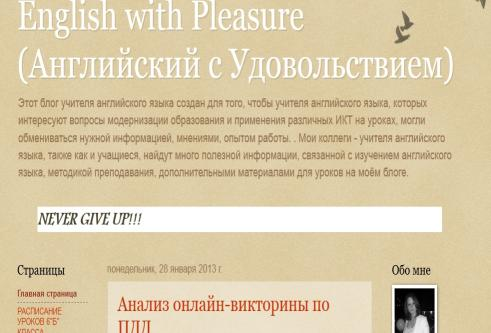 English with Pleasure
(Английский с Удовольствием)
Этот блог учителя английского языка создан для того, чтобы учителя английского языка, которых
интересуют вопросы модернизации образования и применения различных ИКТ на уроках, могли
обмениваться нужной информацией, мнениями, опытом работы. . Мои коллеги - учителя английского
языка, также как и учащиеся, найдут много полезной информации, связанной с изучением английского
языка, методикой преподавания, дополнительными материалами для уроков на моём блоге.
NEVER GIVE UP!!!
Страницы
Главная страница
РАСПИСАНИЕ
УРОКОВ 6"Б"
КЛАССА
понедельник, 28 января 2013 г.
Анализ онлайн-викторины по
ПДД
Обо мне